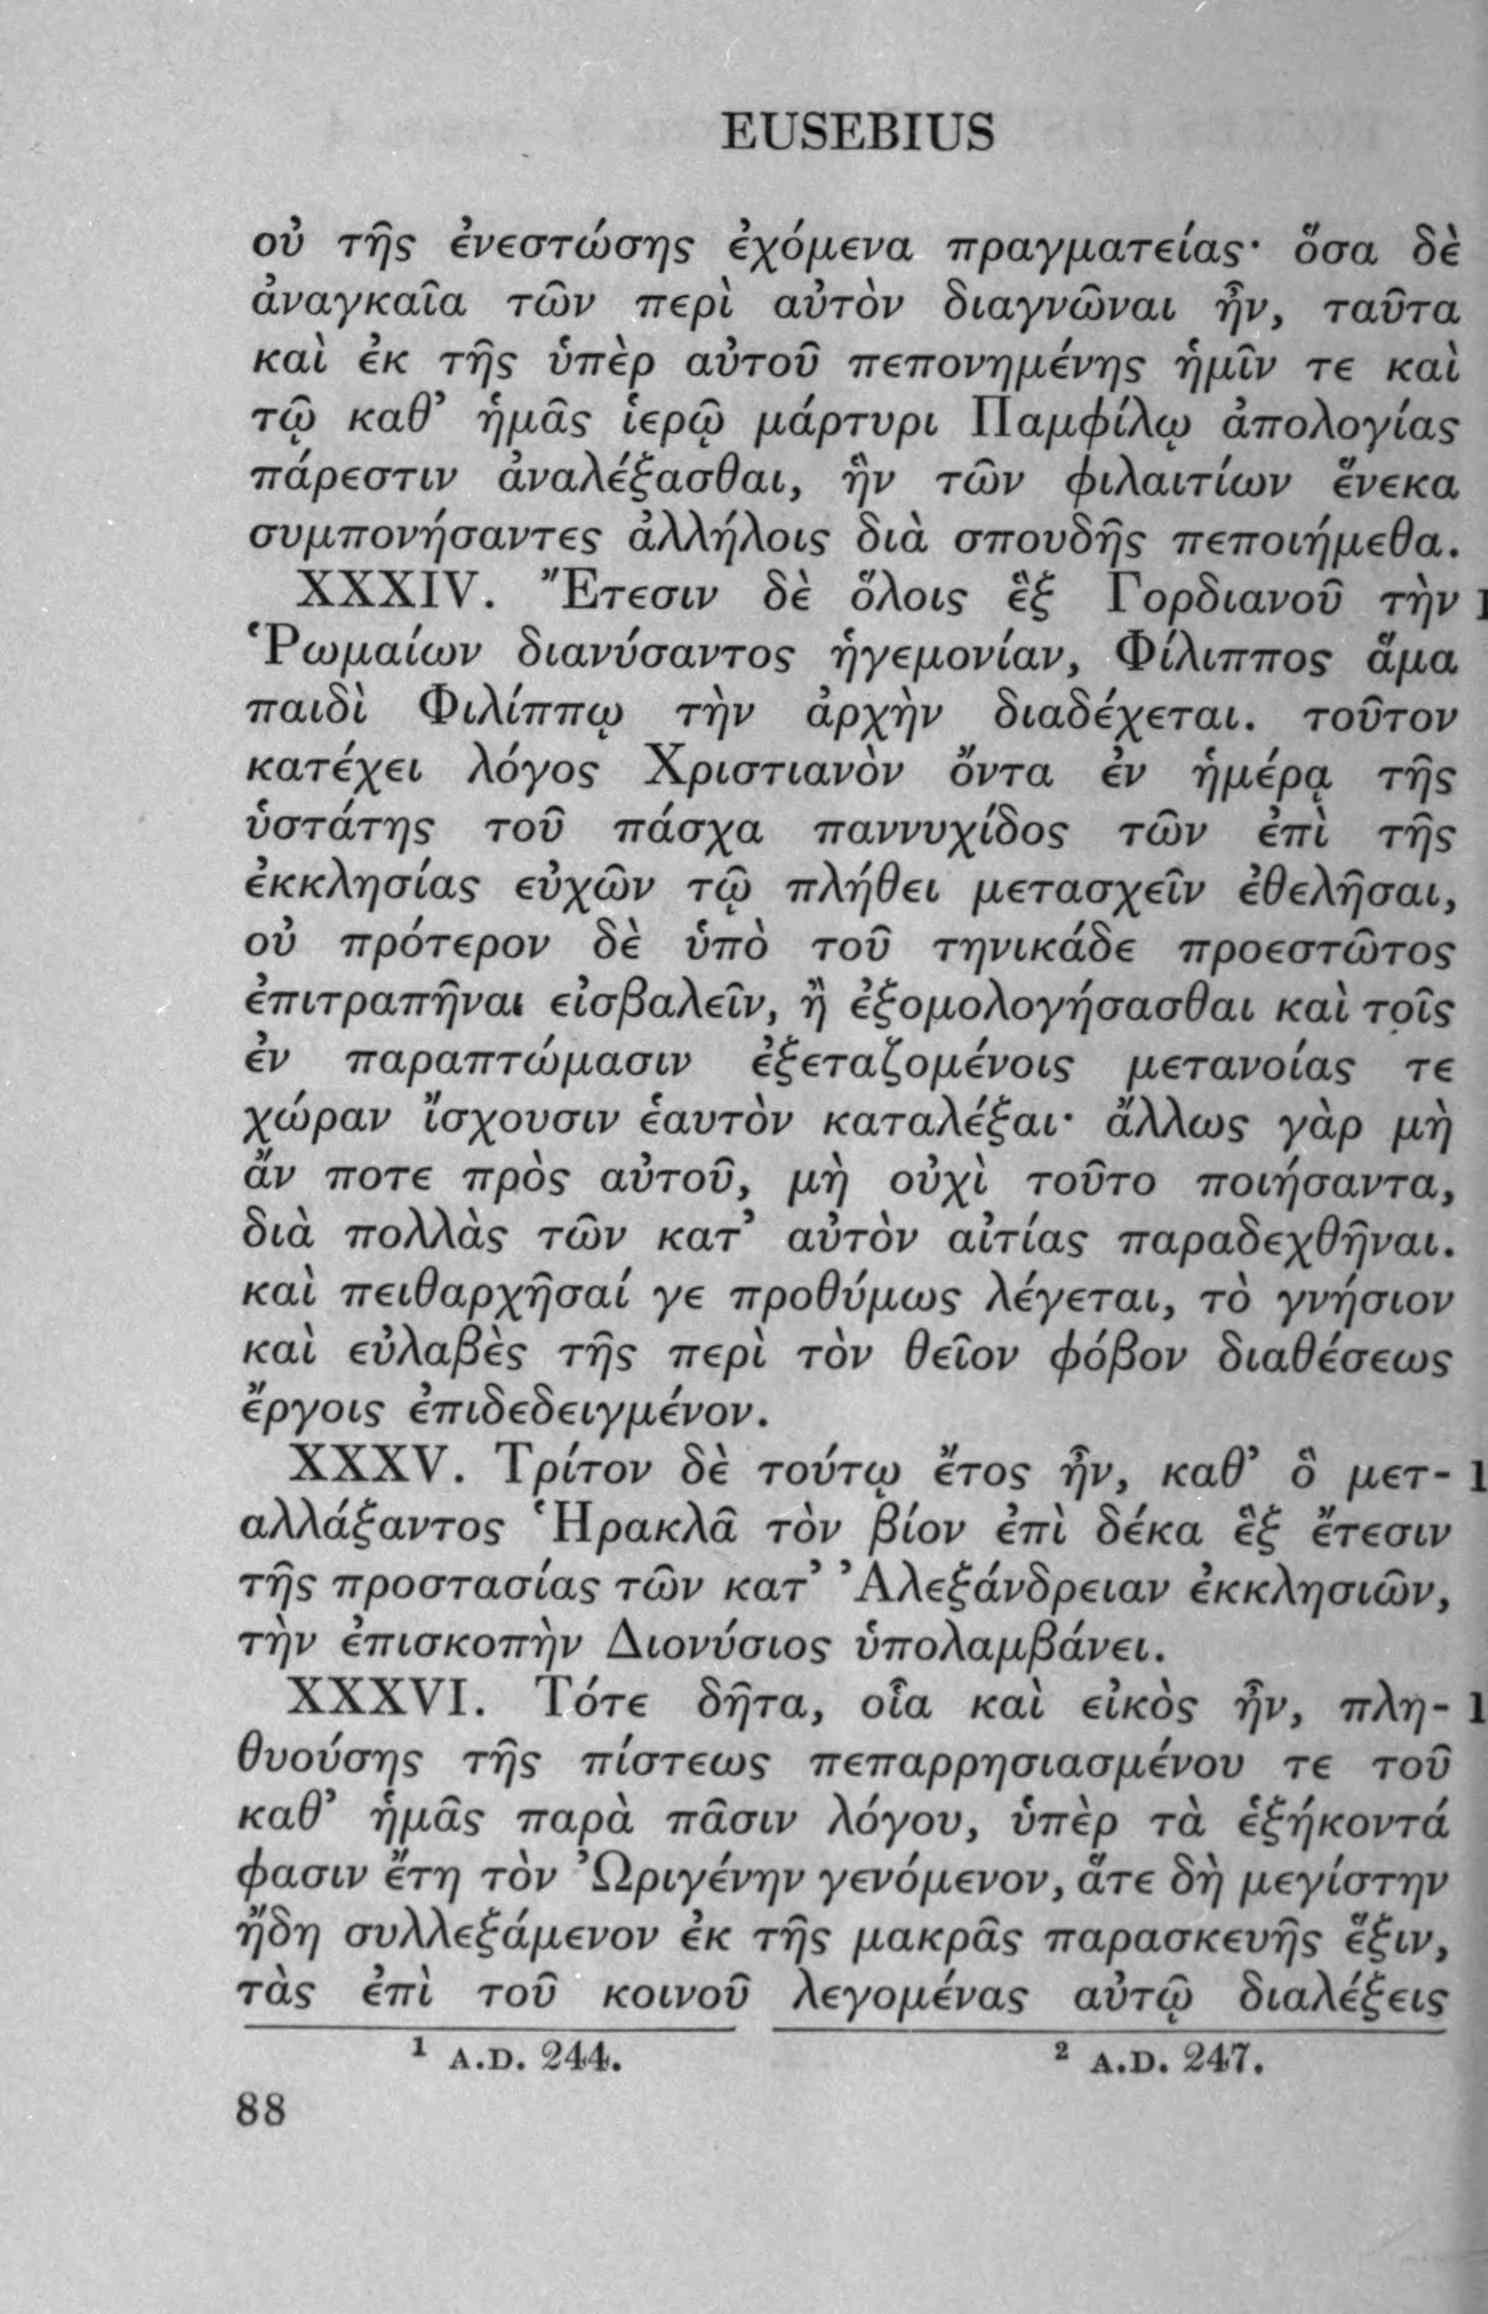 EUSEBIUS
οὐ τῆς ἐνεστώσης ἐχόμενα πραγματείας· ὅσα δὲ
ἀναγκαῖα τῶν περὶ αὐτὸν διαγνῶναι ἦν, ταῦτα
καὶ ἐκ τῆς ὑπὲρ αὐτοῦ πεπονημένης ἡμῖν τε καὶ
τῷ καθ’ ἡμᾶς ἱερῷ μάρτυρι Παμφίλῳ ἀπολογίας
πάρεστιν ἀναλέξασθαι, ἣν τῶν φιλαιτίων ἕνεκα
συμπονήσαντες ἀλλήλοις διὰ σπουδῆς πεποιήμεθα.
XXXIV. Ἔτεσιν δὲ ὅλοις ἓξ Γορδιανοῦ τὴν 1
Ῥωμαίων διανύσαντος ἡγεμονίαν, Φίλιππος ἅμα
παιδὶ Φιλίππῳ τὴν ἀρχὴν διαδέχεται. τοῦτον
κατέχει λόγος Χριστιανὸν ὄντα ἐν ἡμέρᾳ τῆς
ὑστάτης τοῦ πάσχα παννυχίδος τῶν ἐπὶ τῆς
ἐκκλησίας εὐχῶν τῷ πλήθει μετασχεῖν ἐθελῆσαι,
οὐ πρότερον δὲ ὑπὸ τοῦ τηνικάδε προεστῶτος
ἐπιτραπῆναι εἰσβαλεῖν, ἢ ἐξομολογήσασθαι καὶ τοῖς
ἐν παραπτώμασιν ἐξεταζομένοις μετανοίας τε
χώραν ἴσχουσιν ἑαυτὸν καταλέξαι· ἄλλως γὰρ μὴ
ἄν ποτε πρὸς αὐτοῦ, μὴ οὐχὶ τοῦτο ποιήσαντα,
διὰ πολλὰς τῶν κατ’ αὐτὸν αἰτίας παραδεχθῆναι.
καὶ πειθαρχῆσαί γε προθύμως λέγεται, τὸ γνήσιον
καὶ εὐλαβὲς τῆς περὶ τὸν θεῖον φόβον διαθέσεως
ἔργοις ἐπιδεδειγμένον.
XXXV. Τρίτον δὲ τούτῳ ἔτος ἦν, καθ’ ὃ μετ- 1
αλλάξαντος Ἡρακλᾶ τὸν βίον ἐπὶ δέκα ἓξ ἔτεσιν
τῆς προστασίας τῶν κατ’ Ἀλεξάνδρειαν ἐκκλησιῶν,
τὴν ἐπισκοπὴν Διονύσιος ὑπολαμβάνει.
XXXVI. Τότε δῆτα, οἷα καὶ εἰκὸς ἦν, πλη- 1
θυούσης τῆς πίστεως πεπαρρησιασμένου τε τοῦ
καθ’ ἡμᾶς παρὰ πᾶσιν λόγου, ὑπὲρ τὰ ἑξήκοντά
φασιν ἔτη τὸν Ὠριγένην γενόμενον, ἅτε δὴ μεγίστην
ἤδη συλλεξάμενον ἐκ τῆς μακρᾶς παρασκευῆς ἕξιν,
τὰς ἐπὶ τοῦ κοινοῦ λεγομένας αὐτῷ διαλέξεις
¹ A.D. 244. ² A.D. 247.
88